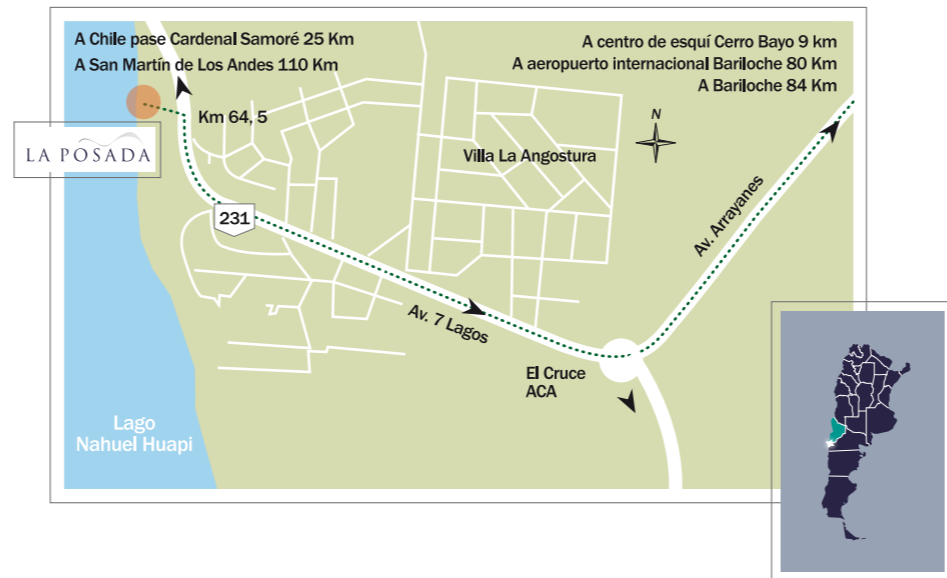 A Chile pase Cardenal Samoré 25 Km
A San Martín de Los Andes 110 Km
A centro de esquí Cerro Bayo 9 km
A aeropuerto internacional Bariloche 80 Km
A Bariloche 84 Km
Km 64, 5
LA POSADA
N
Villa La Angostura
231
Av. Arrayanes
Av. 7 Lagos
El Cruce
ACA
Lago
Nahuel Huapi